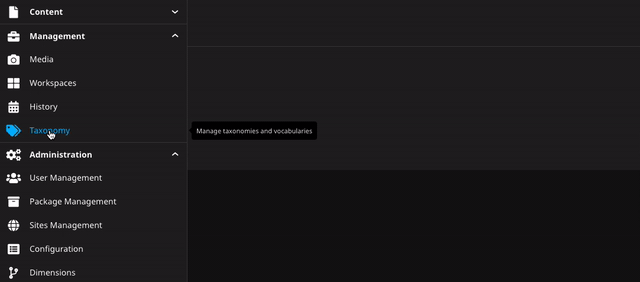 Content
Management
Media
Workspaces
History
Taxonomy
Manage taxonomies and vocabularies
Administration
User Management
Package Management
Sites Management
Configuration
Dimensions